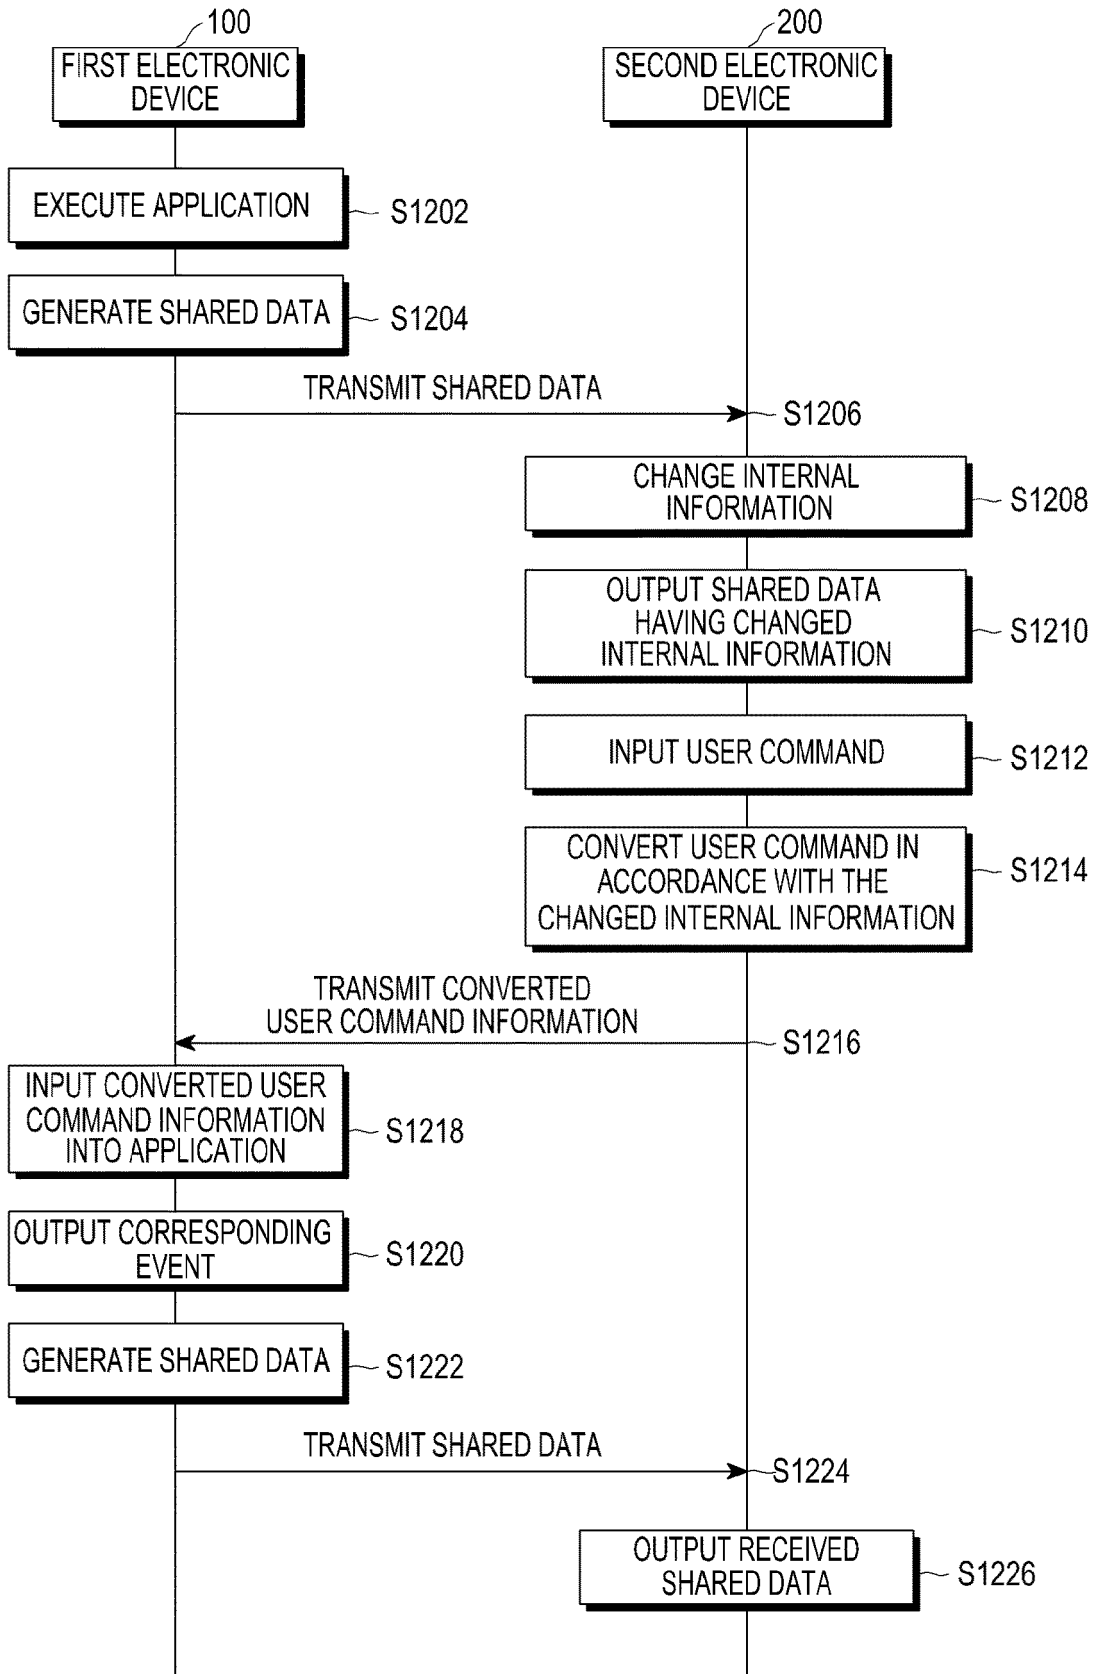 100
200
FIRST ELECTRONIC
DEVICE
SECOND ELECTRONIC
DEVICE
EXECUTE APPLICATION
S1202
GENERATE SHARED DATA
S1204
TRANSMIT SHARED DATA
S1206
CHANGE INTERNAL
INFORMATION
S1208
OUTPUT SHARED DATA
HAVING CHANGED
INTERNAL INFORMATION
S1210
INPUT USER COMMAND
S1212
CONVERT USER COMMAND IN
ACCORDANCE WITH THE
CHANGED INTERNAL INFORMATION
S1214
TRANSMIT CONVERTED
USER COMMAND INFORMATION
S1216
INPUT CONVERTED USER
COMMAND INFORMATION
INTO APPLICATION
S1218
OUTPUT CORRESPONDING
EVENT
S1220
GENERATE SHARED DATA
S1222
TRANSMIT SHARED DATA
S1224
OUTPUT RECEIVED
SHARED DATA
S1226